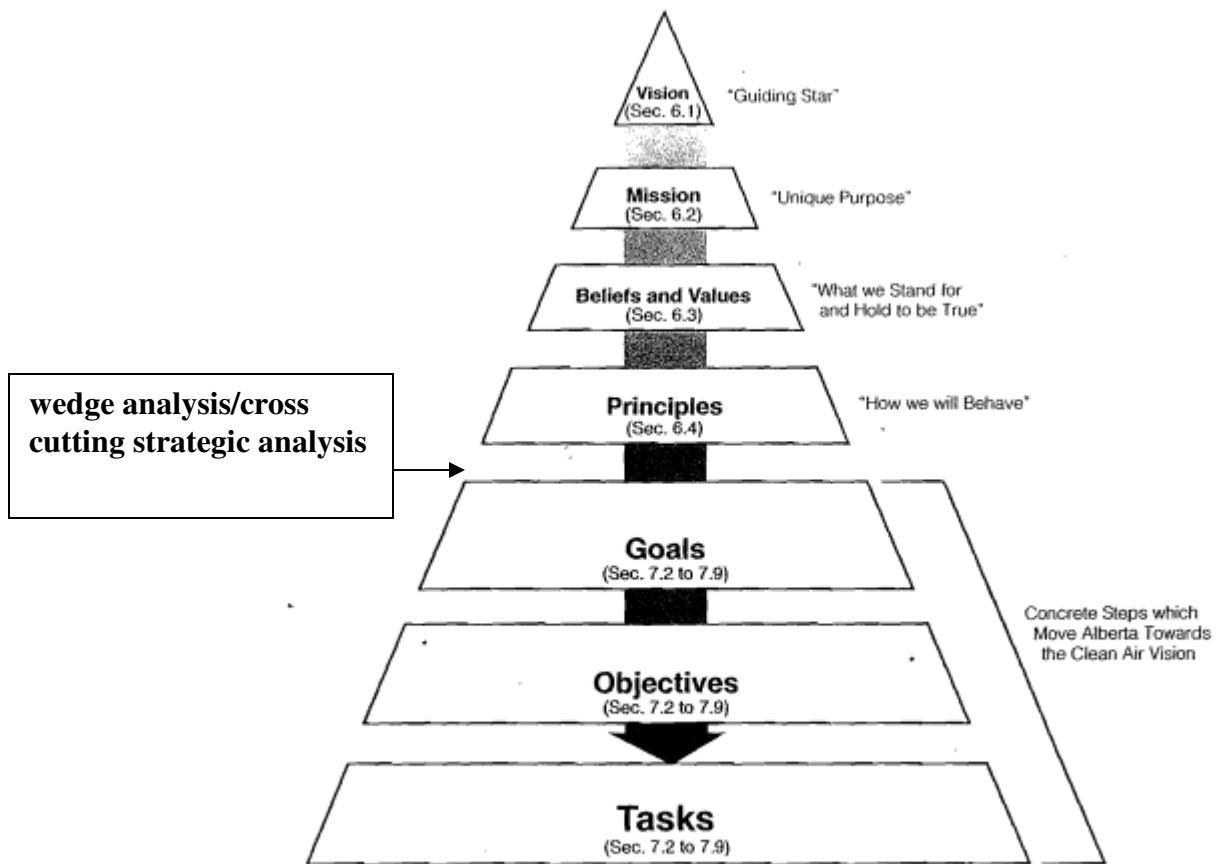 Vision
(Sec. 6.1)
"Guiding Star"
Mission
(Sec. 6.2)
"Unique Purpose"
Beliefs and Values
(Sec. 6.3)
"What we Stand for
and Hold to be True"
Principles
(Sec. 6.4)
"How we will Behave"
wedge analysis/cross
cutting strategic analysis
Goals
(Sec. 7.2 to 7.9)
Objectives
(Sec. 7.2 to 7.9)
Concrete Steps which
Move Alberta Towards
the Clean Air Vision
Tasks
(Sec. 7.2 to 7.9)